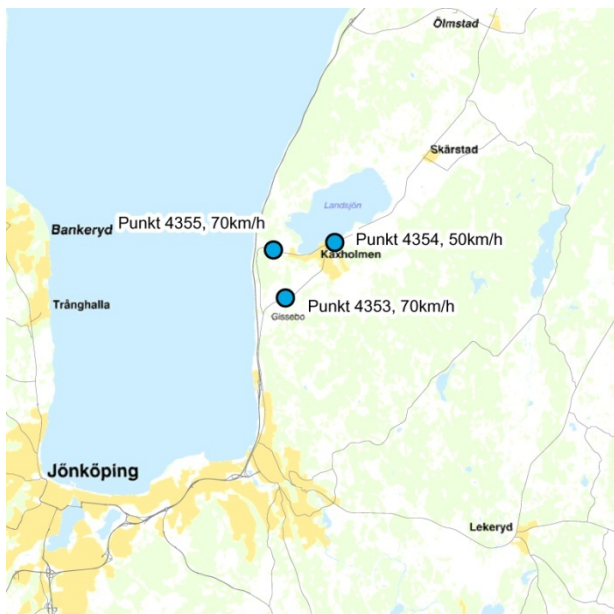 Ölmstad
Skärstad
Landsjön
Bankeryd
Punkt 4355, 70km/h
Punkt 4354, 50km/h
Kaxholmen
Trånghalla
Punkt 4353, 70km/h
Gissebo
Jönköping
Lekeryd